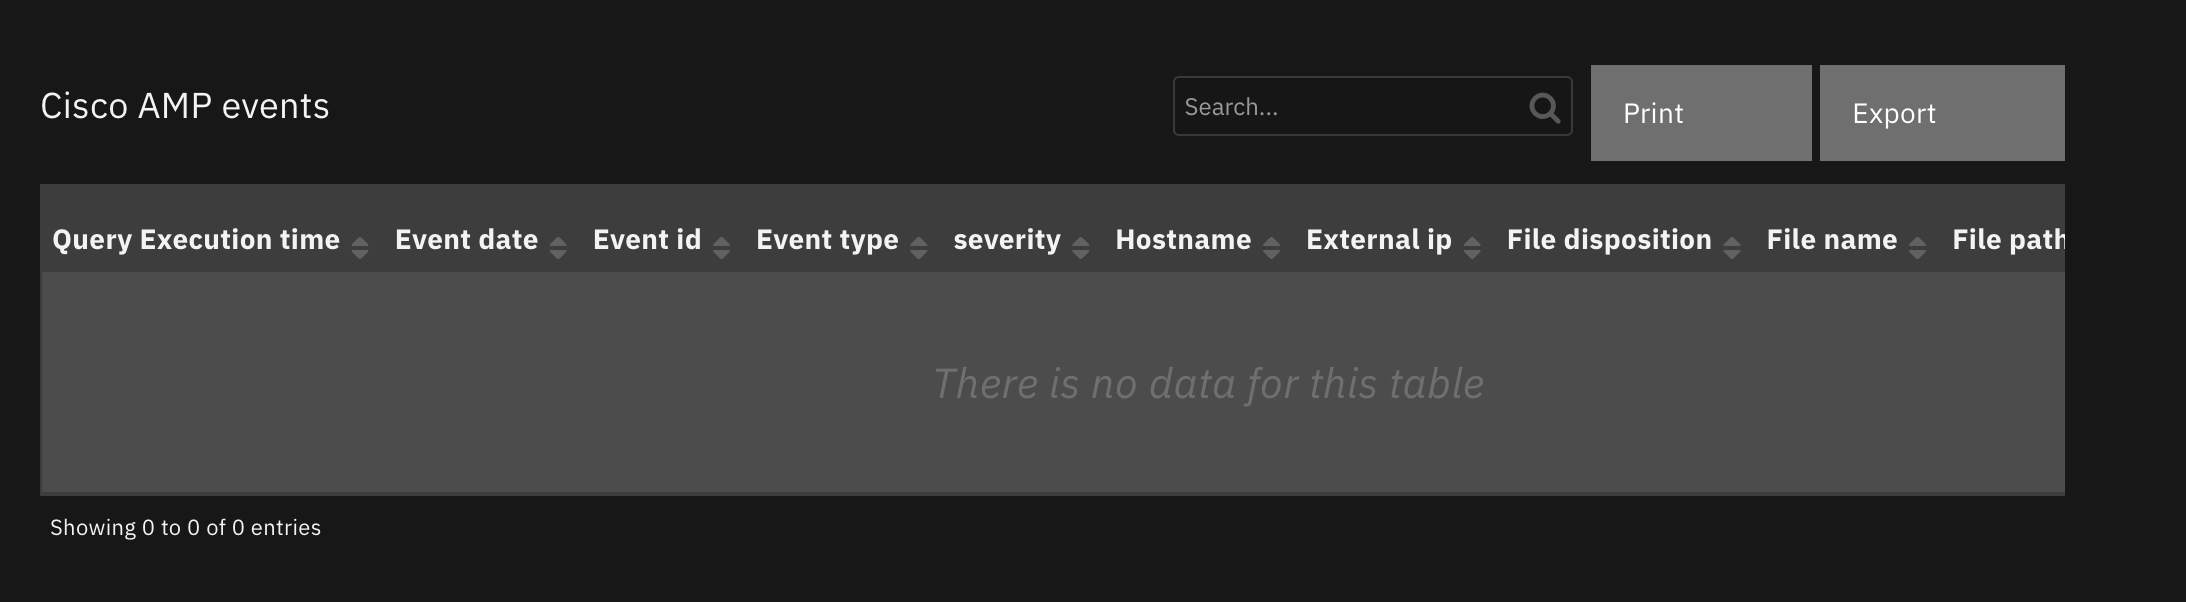 Cisco AMP events
Search...
Print
Export
Query Execution time Event date Event id Event type severity Hostname External ip File disposition File name File path
There is no data for this table
Showing 0 to 0 of 0 entries